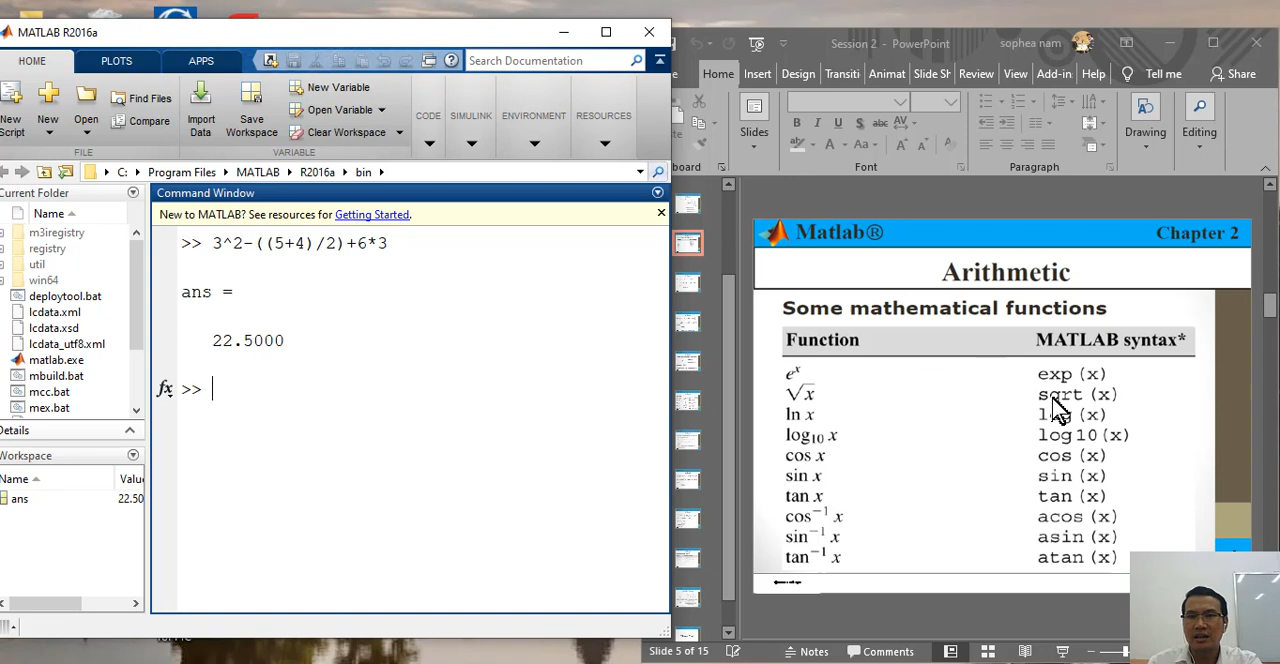 MATLAB R2016a
HOME
PLOTS
APPS
Search Documentation
New Script
New
Open
Find Files
Compare
Import Data
Save Workspace
New Variable
Open Variable
Clear Workspace
CODE
SIMULINK
ENVIRONMENT
RESOURCES
FILE
VARIABLE
C: Program Files MATLAB R2016a bin
Current Folder
Name
m3iregistry
registry
util
win64
deploytool.bat
lcdata.xml
lcdata.xsd
lcdata_utf8.xml
matlab.exe
mbuild.bat
mcc.bat
mex.bat
Details
Workspace
Name
Value
ans
22.50
Command Window
New to MATLAB? See resources for Getting Started.
>> 3^2-((5+4)/2)+6*3
ans =
22.5000
fx >>
Session 2 - PowerPoint
sophea nam
Home
Insert
Design
Transiti
Animat
Slide Sh
Review
View
Add-in
Help
Tell me
Share
Slides
B I U S abc AV
Aa
A A
Drawing
Editing
board
Font
Paragraph
Matlab® Chapter 2
Arithmetic
Some mathematical functions
Function MATLAB syntax*
eˣ exp (x)
√x sqrt (x)
ln x log (x)
log₁₀ x log10 (x)
cos x cos (x)
sin x sin (x)
tan x tan (x)
cos⁻¹ x acos (x)
sin⁻¹ x asin (x)
tan⁻¹ x atan (x)
Slide 5 of 15
Notes
Comments